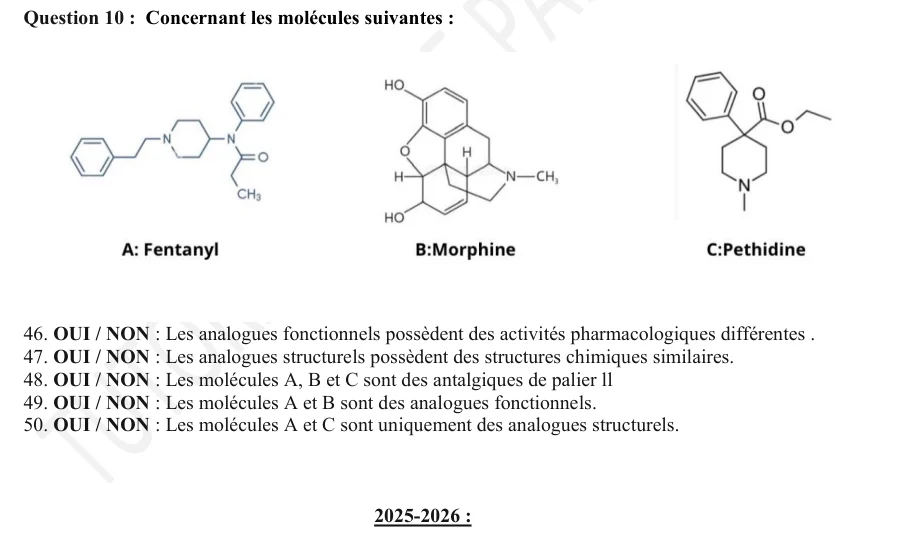 Question 10 : Concernant les molécules suivantes :
HO
O
H
H
N—CH₃
HO
N
N
O
CH₃
O
O
N
A: Fentanyl
B:Morphine
C:Pethidine
46. OUI / NON : Les analogues fonctionnels possèdent des activités pharmacologiques différentes .
47. OUI / NON : Les analogues structurels possèdent des structures chimiques similaires.
48. OUI / NON : Les molécules A, B et C sont des antalgiques de palier ll
49. OUI / NON : Les molécules A et B sont des analogues fonctionnels.
50. OUI / NON : Les molécules A et C sont uniquement des analogues structurels.
2025-2026 :